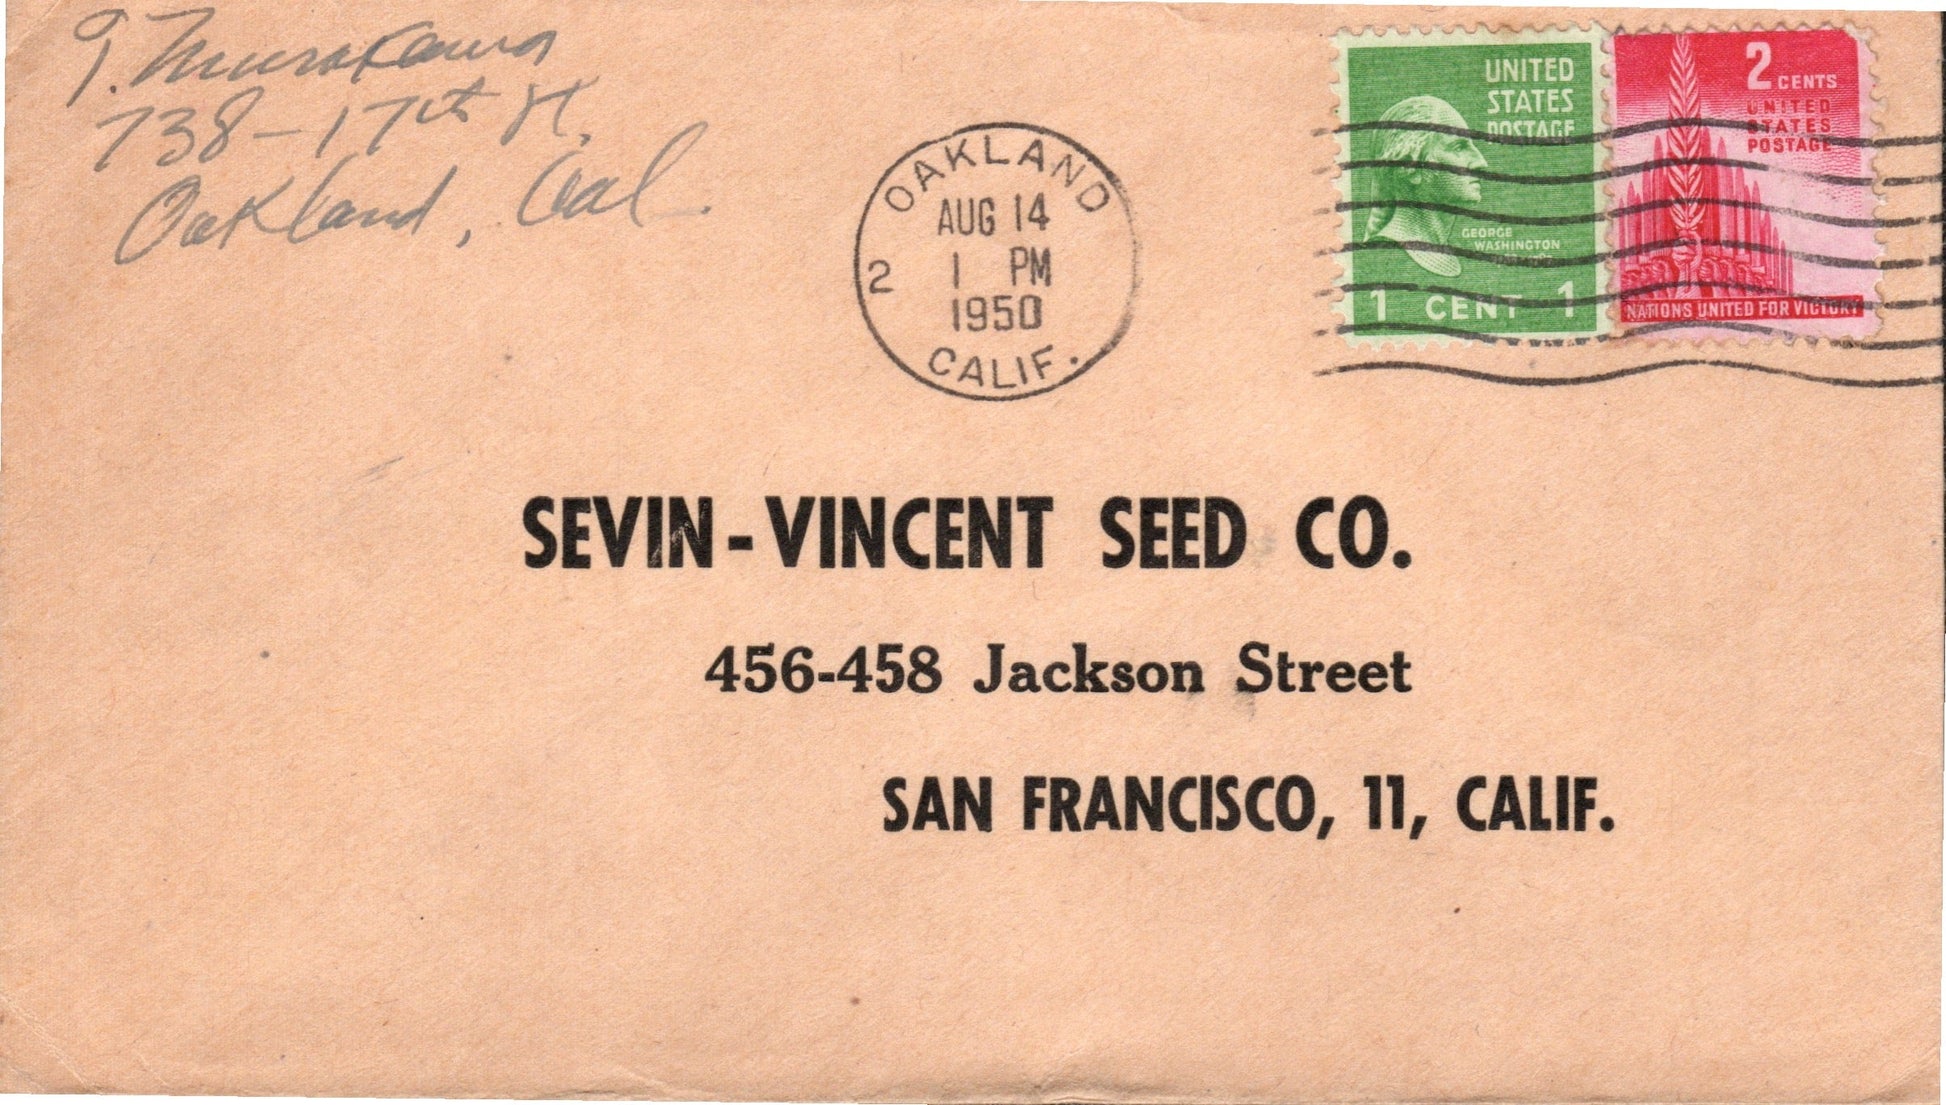 T. Murakawa
738-17th St.
Oakland, Cal.
OAKLAND
AUG 14
1 PM
1950
2
CALIF.
UNITED
STATES
POSTAGE
GEORGE
WASHINGTON
1 CENT 1
2 CENTS
UNITED
STATES
POSTAGE
NATIONS UNITED FOR VICTORY
SEVIN-VINCENT SEED CO.
456-458 Jackson Street
SAN FRANCISCO, 11, CALIF.